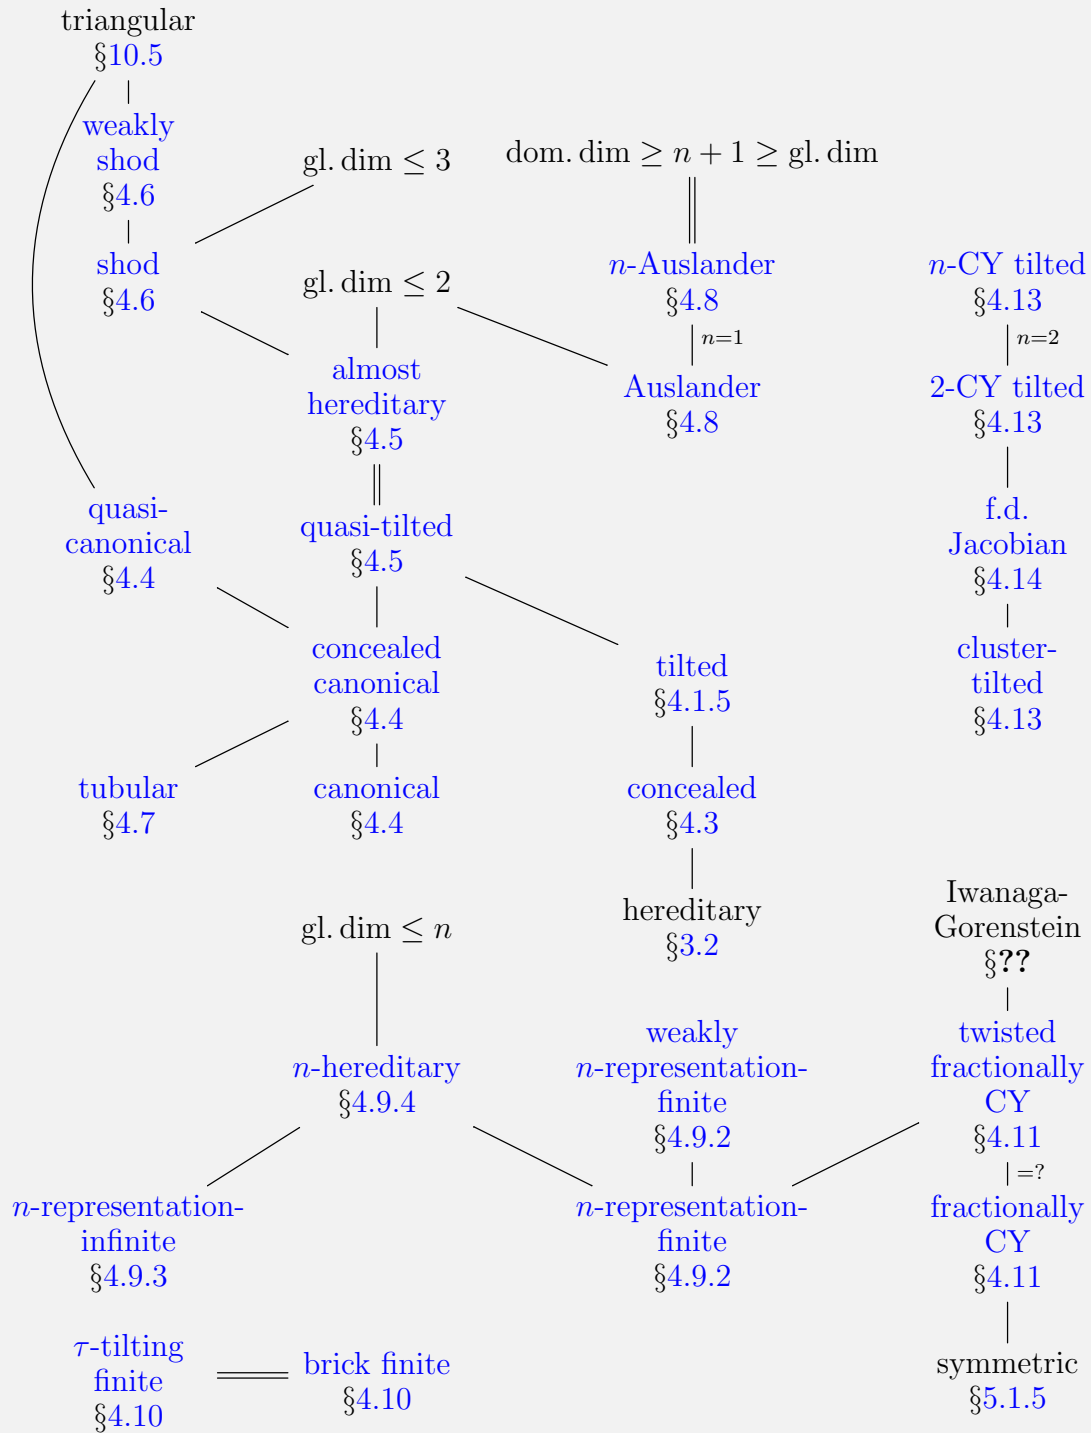 triangular
§10.5
weakly
shod
§4.6
gl. dim ≤ 3
dom. dim ≥ n + 1 ≥ gl. dim
shod
§4.6
gl. dim ≤ 2
n-Auslander
§4.8
n-CY tilted
§4.13
n=1
n=2
almost
hereditary
§4.5
Auslander
§4.8
2-CY tilted
§4.13
quasi-
canonical
§4.4
quasi-tilted
§4.5
f.d.
Jacobian
§4.14
concealed
canonical
§4.4
tilted
§4.1.5
cluster-
tilted
§4.13
tubular
§4.7
canonical
§4.4
concealed
§4.3
gl. dim ≤ n
hereditary
§3.2
Iwanaga-
Gorenstein
§??
n-hereditary
§4.9.4
weakly
n-representation-
finite
§4.9.2
twisted
fractionally
CY
§4.11
=?
n-representation-
infinite
§4.9.3
n-representation-
finite
§4.9.2
fractionally
CY
§4.11
τ-tilting
finite
§4.10
brick finite
§4.10
symmetric
§5.1.5